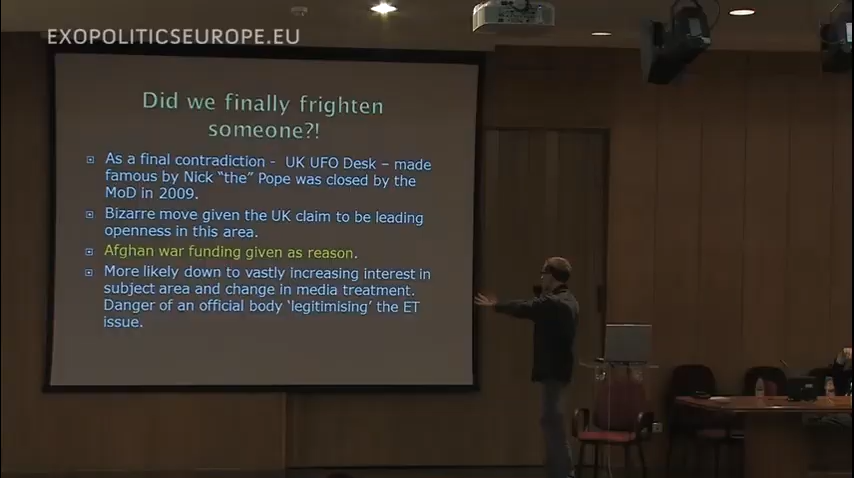 EXOPOLITICSEUROPE.EU
Did we finally frighten
someone?!
As a final contradiction - UK UFO Desk – made
famous by Nick "the" Pope was closed by the
MoD in 2009.
Bizarre move given the UK claim to be leading
openness in this area.
Afghan war funding given as reason.
More likely down to vastly increasing interest in
subject area and change in media treatment.
Danger of an official body 'legitimising' the ET
issue.